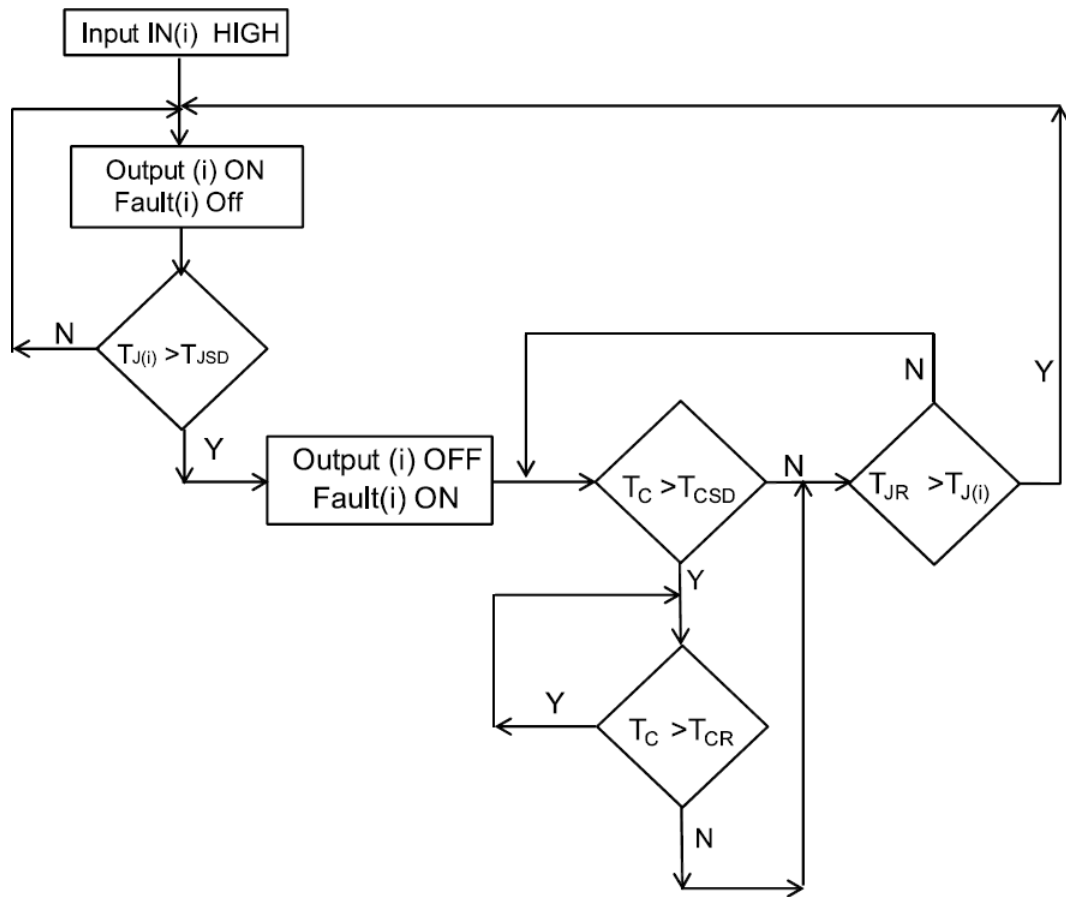 Input IN(i) HIGH
Output (i) ON
Fault(i) Off
TJ(i) >TJSD
N
Y
Output (i) OFF
Fault(i) ON
TC >TCSD
N
Y
TC >TCR
Y
N
TJR >TJ(i)
N
Y